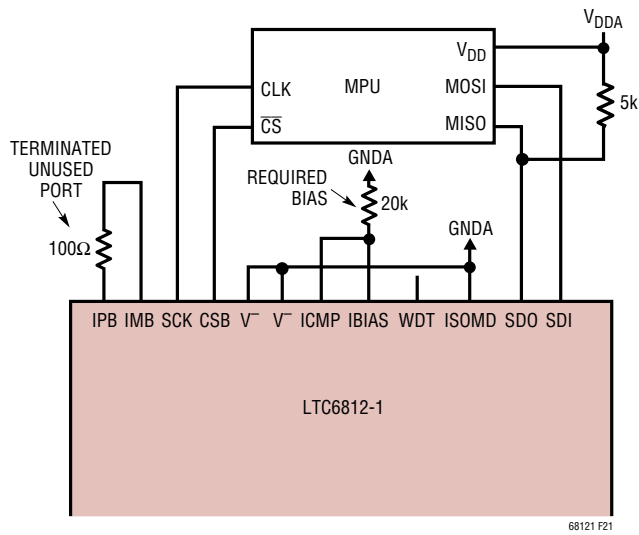 VDDA
VDD
CLK
MPU
MOSI
5k
CS
MISO
TERMINATED
UNUSED
PORT
GNDA
REQUIRED
BIAS
20k
GNDA
100Ω
IPB IMB SCK CSB V– V– ICMP IBIAS WDT ISOMD SDO SDI
LTC6812-1
68121 F21